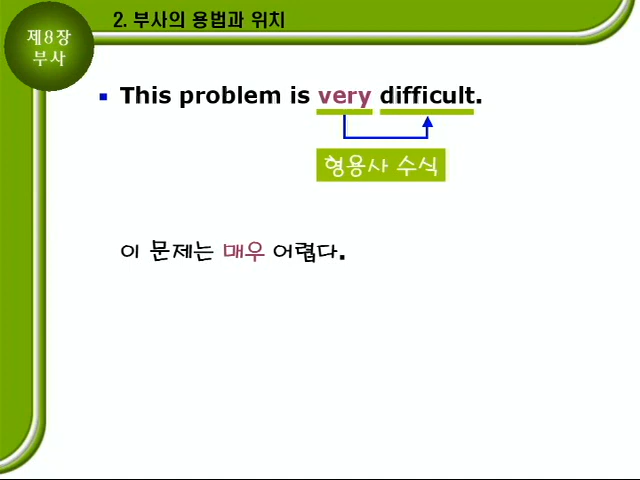 2. 부사의 용법과 위치
제8장
부사
This problem is very difficult.
형용사 수식
이 문제는 매우 어렵다.